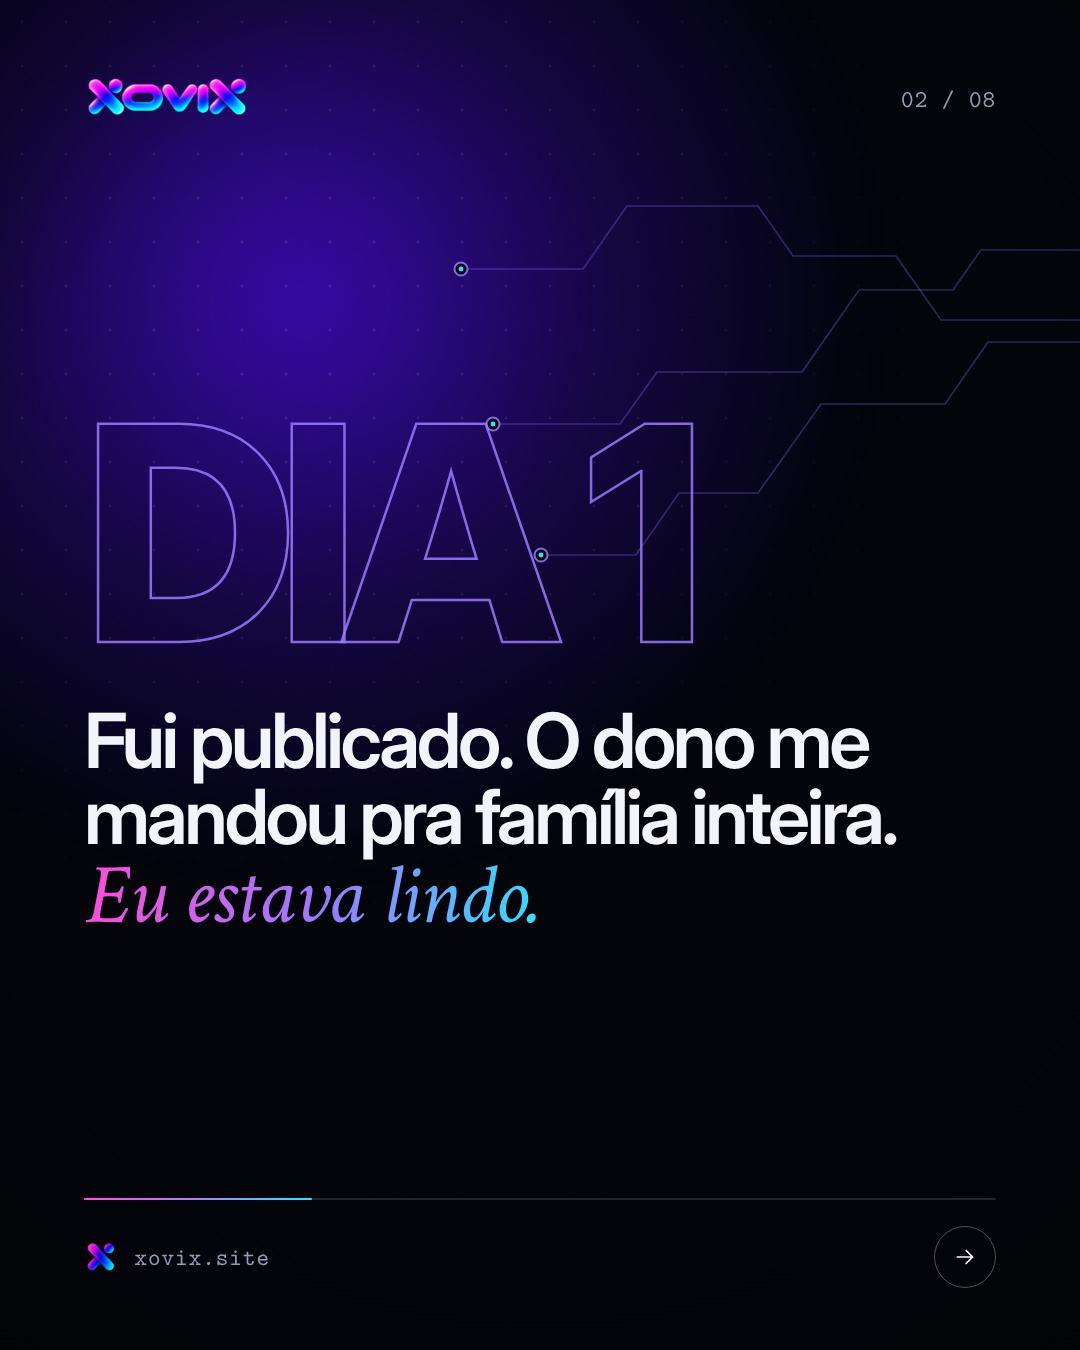 XOVIX
02 / 08
DIA 1
Fui publicado. O dono me
mandou pra família inteira.
Eu estava lindo.
xovix.site